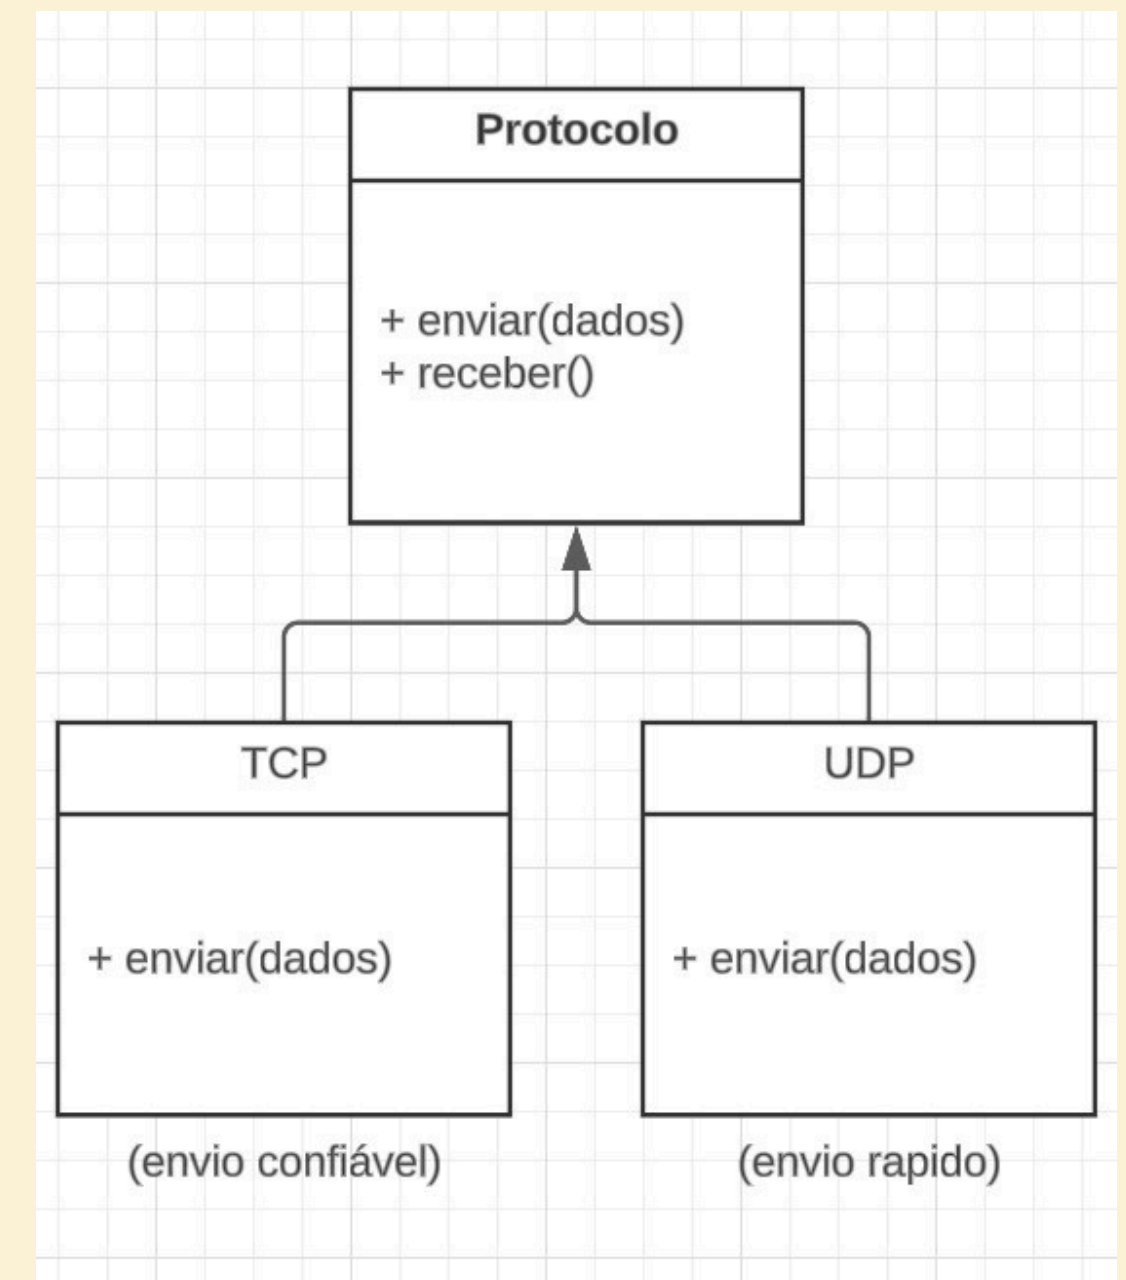 Protocolo
+ enviar(dados)
+ receber()
TCP
UDP
+ enviar(dados)
+ enviar(dados)
(envio confiável)
(envio rapido)